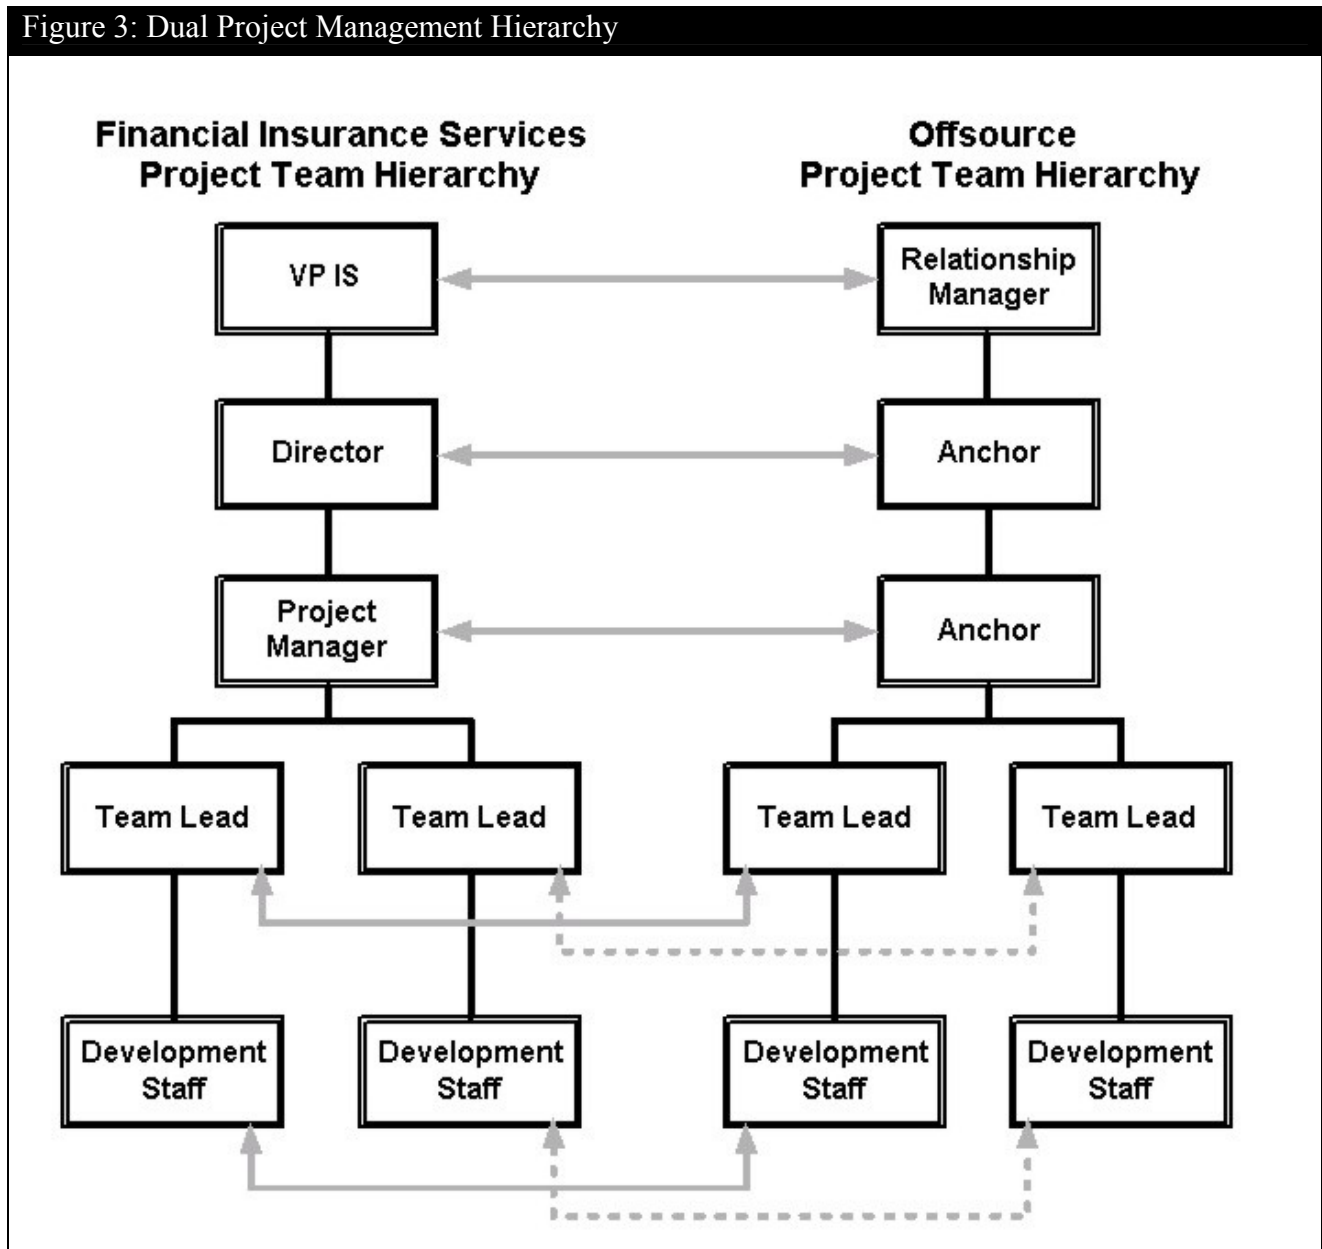 Figure 3: Dual Project Management Hierarchy
Financial Insurance Services
Project Team Hierarchy
Offsource
Project Team Hierarchy
VP IS
Relationship
Manager
Director
Anchor
Project
Manager
Anchor
Team Lead
Team Lead
Team Lead
Team Lead
Development
Staff
Development
Staff
Development
Staff
Development
Staff